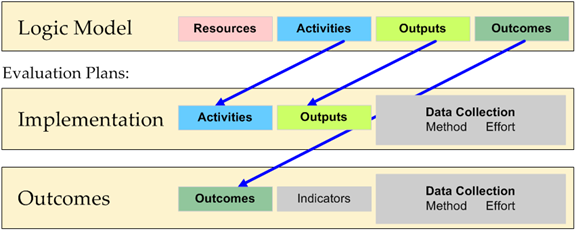 Logic Model Resources Activities Outputs Outcomes
Evaluation Plans:
Implementation Activities Outputs Data Collection
Method Effort
Outcomes Outcomes Indicators Data Collection
Method Effort